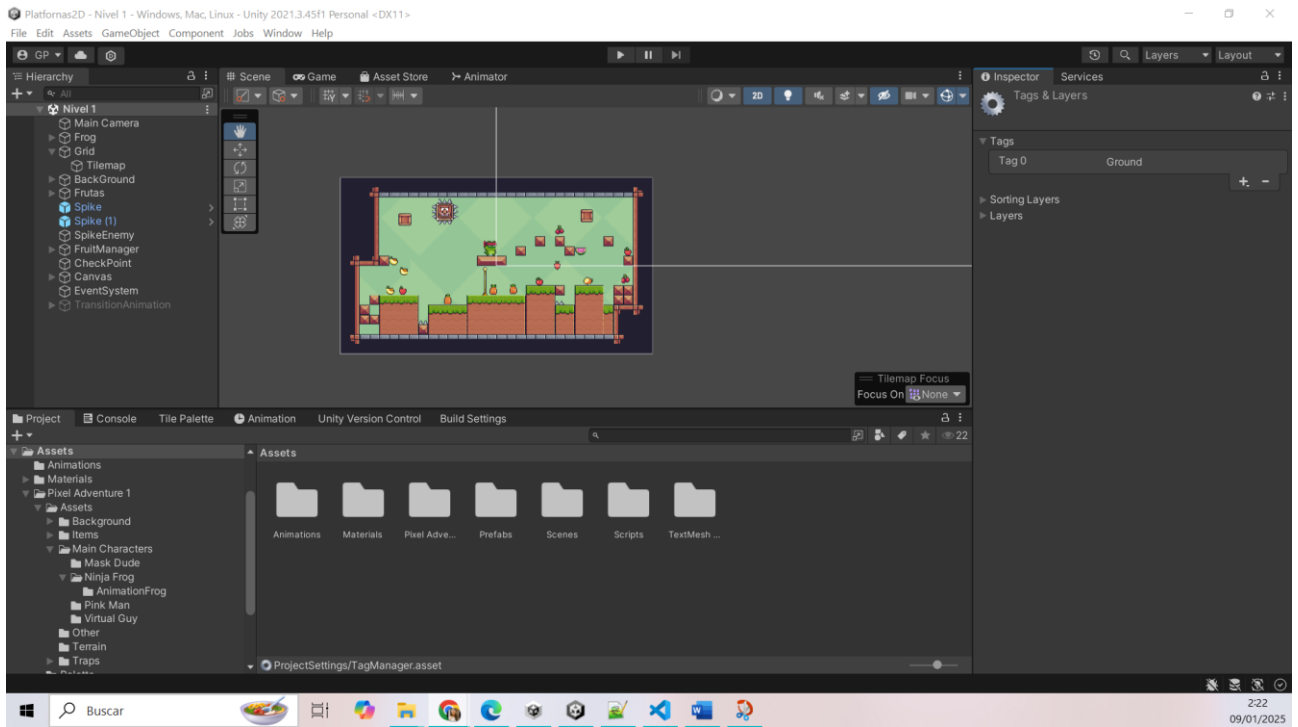 Platfornas2D - Nivel 1 - Windows, Mac, Linux - Unity 2021.3.45f1 Personal <DX11>
File Edit Assets GameObject Component Jobs Window Help
GP
Layers Layout
Hierarchy
All
Nivel 1
Main Camera
Frog
Grid
Tilemap
BackGround
Frutas
Spike
Spike (1)
SpikeEnemy
FruitManager
CheckPoint
Canvas
EventSystem
TransitionAnimation
Scene Game Asset Store Animator
2D
Tilemap Focus
Focus On None
Inspector Services
Tags & Layers
Tags
Tag 0 Ground
Sorting Layers
Layers
Project Console Tile Palette Animation Unity Version Control Build Settings
22
Assets
Animations
Materials
Pixel Adventure 1
Assets
Background
Items
Main Characters
Mask Dude
Ninja Frog
AnimationFrog
Pink Man
Virtual Guy
Other
Terrain
Traps
Assets
Animations Materials Pixel Adve... Prefabs Scenes Scripts TextMesh ...
ProjectSettings/TagManager.asset
Buscar
2:22
09/01/2025